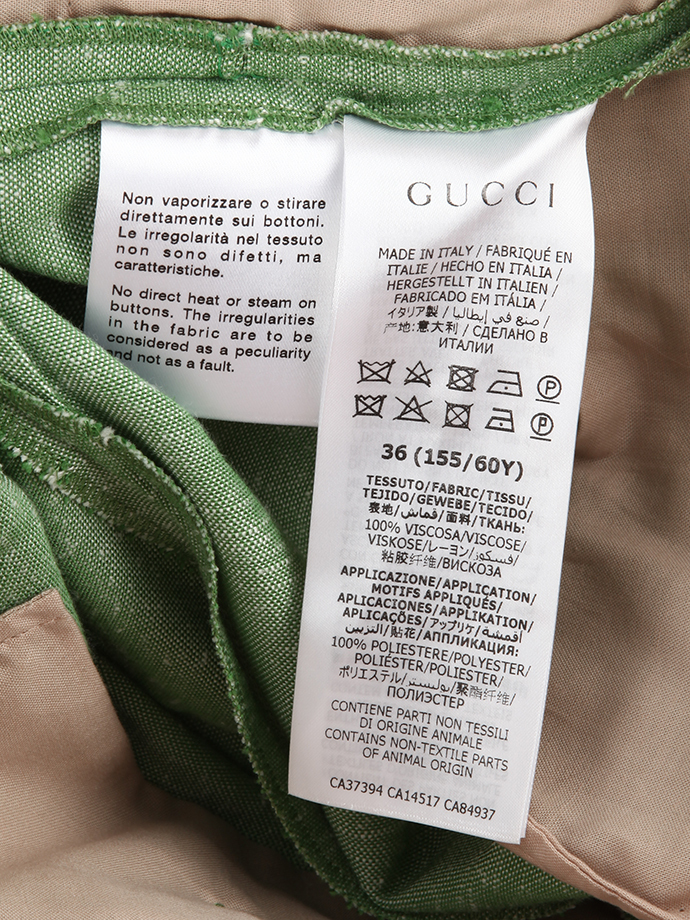 Non vaporizzare o stirare
direttamente sui bottoni.
Le irregolarità nel tessuto
non sono difetti, ma
caratteristiche.
No direct heat or steam on
buttons. The irregularities
in the fabric are to be
considered as a peculiarity
and not as a fault.
GUCCI
MADE IN ITALY / FABRIQUÉ EN
ITALIE / HECHO EN ITALIA /
HERGESTELLT IN ITALIEN /
FABRICADO EM ITÁLIA /
イタリア製 / صنع في إيطاليا /
产地: 意大利 / СДЕЛАНО В
ИТАЛИИ
P
P
36 (155/60Y)
TESSUTO/FABRIC/TISSU/
TEJIDO/GEWEBE/TECIDO/
表地/قماش/面料/ТКАНЬ:
100% VISCOSA/VISCOSE/
VISKOSE/レーヨン/فسكوز/
粘胶纤维/ВИСКОЗА
APPLICAZIONE/APPLICATION/
MOTIFS APPLIQUÉS/
APLICACIONES/APPLIKATION/
APLICAÇÕES/アップリケ/أقمشة
التزيين/贴花/АППЛИКАЦИЯ:
100% POLIESTERE/POLYESTER/
POLIÉSTER/POLIESTER/
ポリエステル/بوليستر/聚酯纤维/
ПОЛИЭСТЕР
CONTIENE PARTI NON TESSILI
DI ORIGINE ANIMALE
CONTAINS NON-TEXTILE PARTS
OF ANIMAL ORIGIN
CA37394 CA14517 CA84937